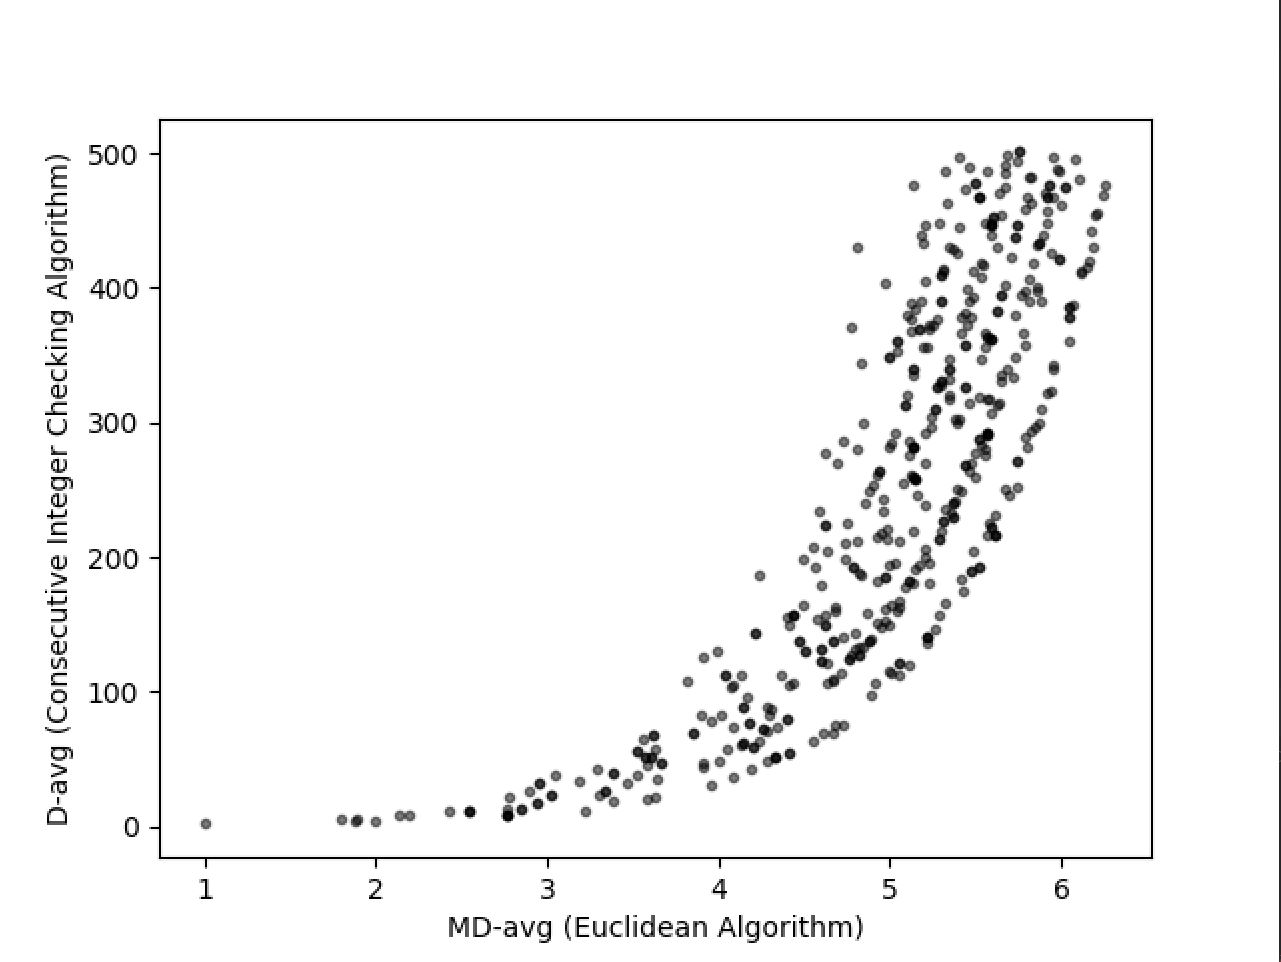 500
400
300
200
100
0
D-avg (Consecutive Integer Checking Algorithm)
1 2 3 4 5 6
MD-avg (Euclidean Algorithm)